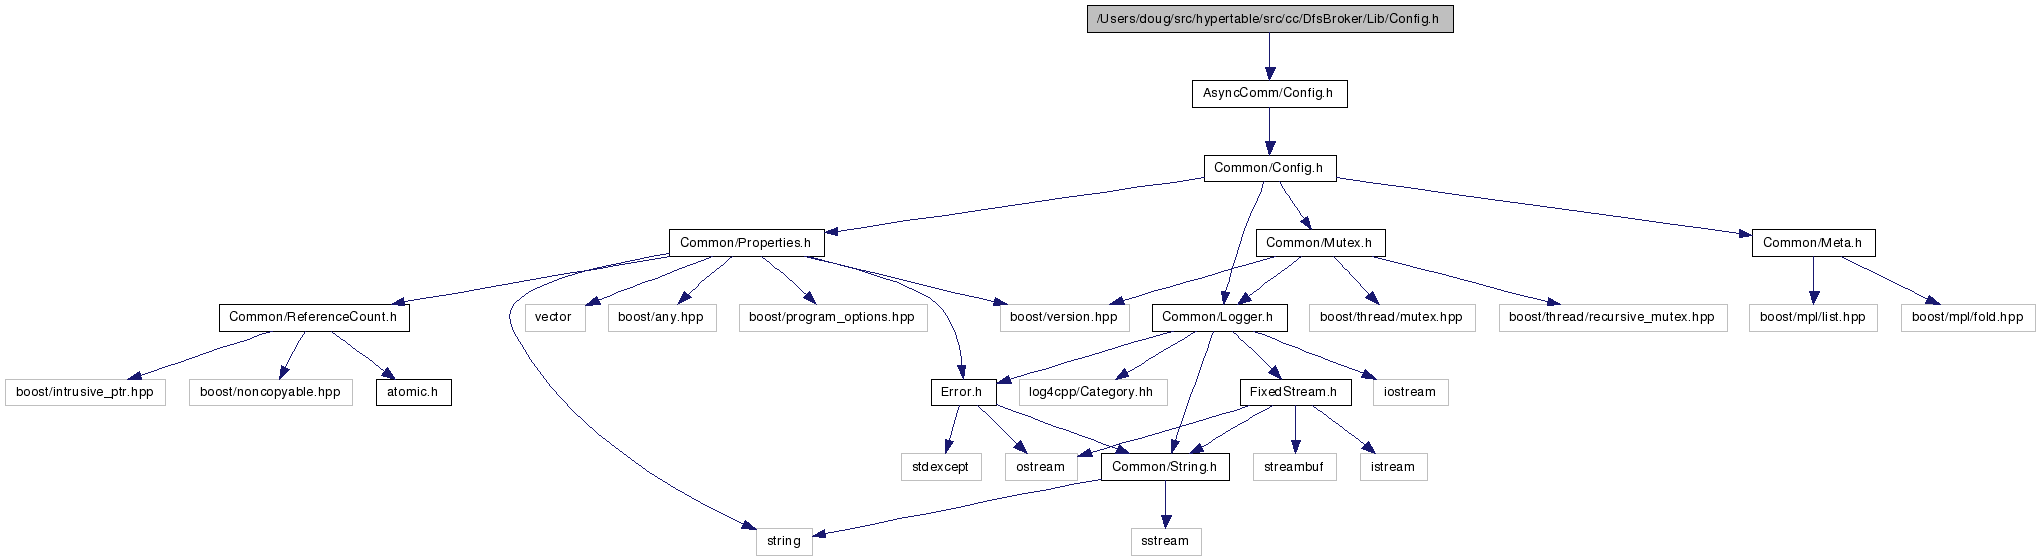 /Users/doug/src/hypertable/src/cc/DfsBroker/Lib/Config.h
AsyncComm/Config.h
Common/Config.h
Common/Properties.h
Common/Mutex.h
Common/Meta.h
Common/ReferenceCount.h
vector
boost/any.hpp
boost/program_options.hpp
boost/version.hpp
Common/Logger.h
boost/thread/mutex.hpp
boost/thread/recursive_mutex.hpp
boost/mpl/list.hpp
boost/mpl/fold.hpp
boost/intrusive_ptr.hpp
boost/noncopyable.hpp
atomic.h
Error.h
log4cpp/Category.hh
FixedStream.h
iostream
stdexcept
ostream
Common/String.h
streambuf
istream
string
sstream